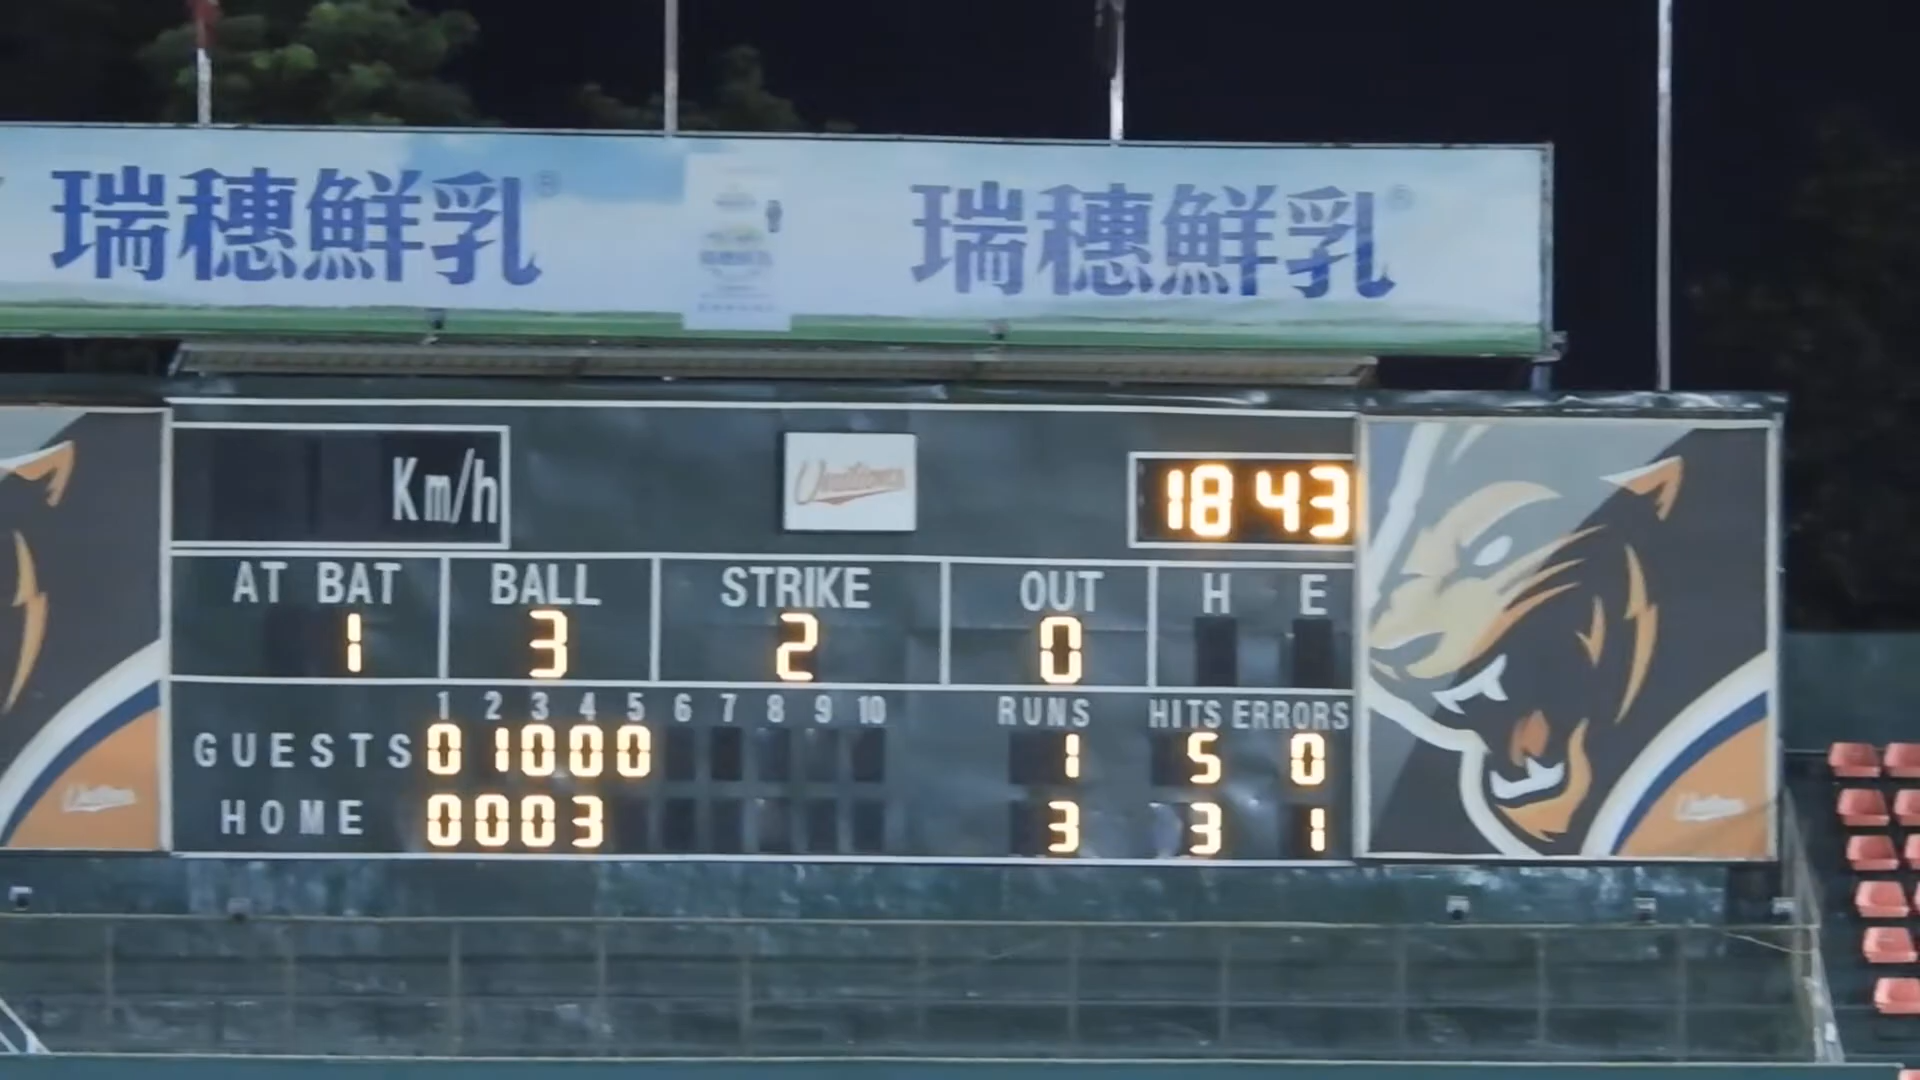 瑞穗鮮乳® 瑞穗鮮乳®
Km/h 18 43
AT BAT BALL STRIKE OUT H E
1 3 2 0
1 2 3 4 5 6 7 8 9 10 RUNS HITS ERRORS
GUESTS 0 1 0 0 0 1 5 0
HOME 0 0 0 3 3 3 1